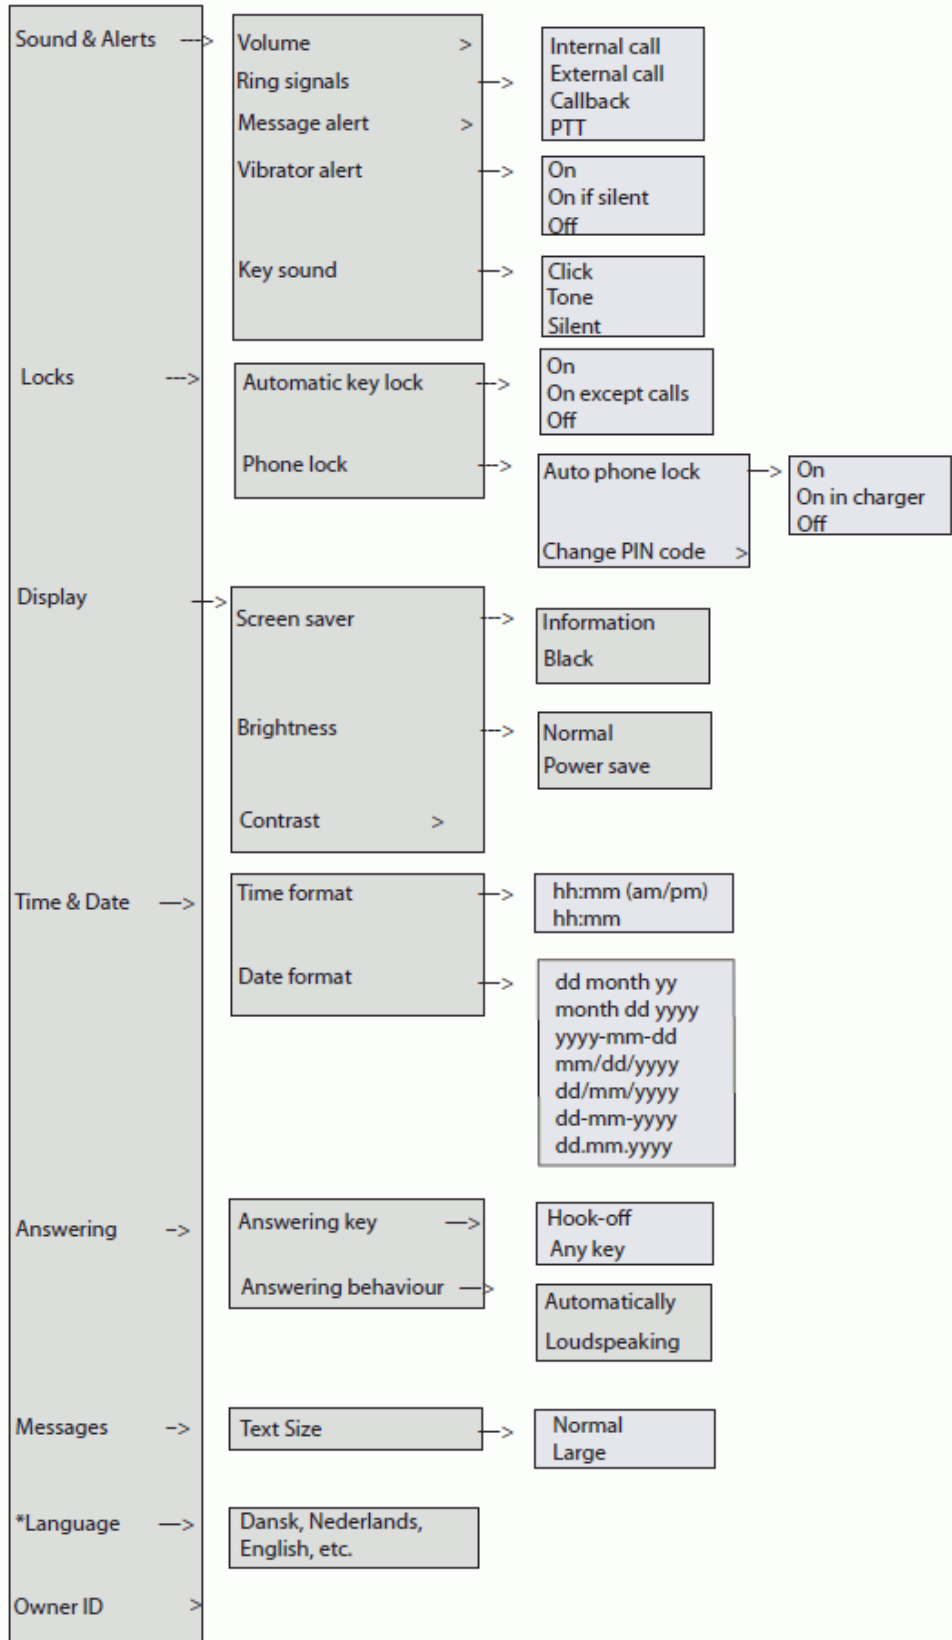 Sound & Alerts --->
Volume >
Ring signals -->
Internal call
External call
Callback
PTT
Message alert >
Vibrator alert -->
On
On if silent
Off
Key sound -->
Click
Tone
Silent
Locks --->
Automatic key lock -->
On
On except calls
Off
Phone lock -->
Auto phone lock —>
On
On in charger
Off
Change PIN code >
Display —>
Screen saver -->
Information
Black
Brightness -->
Normal
Power save
Contrast >
Time & Date —>
Time format —>
hh:mm (am/pm)
hh:mm
Date format —>
dd month yy
month dd yyyy
yyyy-mm-dd
mm/dd/yyyy
dd/mm/yyyy
dd-mm-yyyy
dd.mm.yyyy
Answering –>
Answering key —>
Hook-off
Any key
Answering behaviour —>
Automatically
Loudspeaking
Messages –>
Text Size —>
Normal
Large
*Language —>
Dansk, Nederlands,
English, etc.
Owner ID >